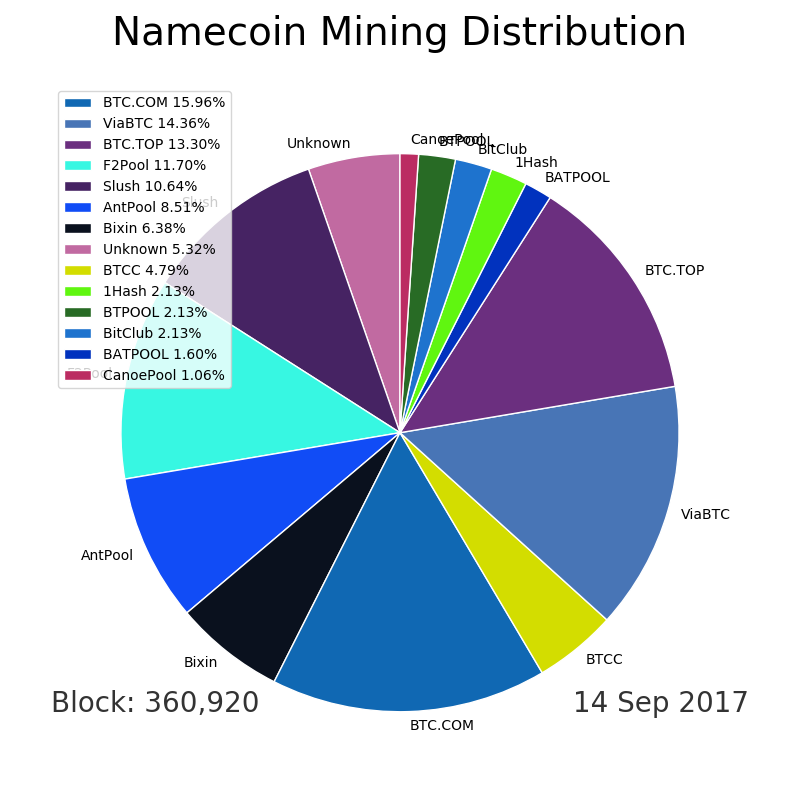 Namecoin Mining Distribution
BTC.COM 15.96%
ViaBTC 14.36%
BTC.TOP 13.30%
F2Pool 11.70%
Slush 10.64%
AntPool 8.51%
Bixin 6.38%
Unknown 5.32%
BTCC 4.79%
1Hash 2.13%
BTPOOL 2.13%
BitClub 2.13%
BATPOOL 1.60%
CanoePool 1.06%
Unknown
CanoePool
BTPOOL
BitClub
1Hash
BATPOOL
Slush
BTC.TOP
F2Pool
ViaBTC
AntPool
BTCC
Bixin
BTC.COM
Block: 360,920
14 Sep 2017